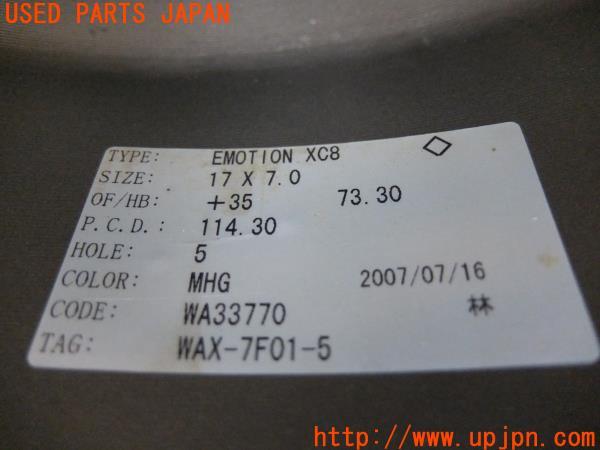 USED PARTS JAPAN
TYPE: EMOTION XC8 ◇
SIZE: 17 X 7.0
OF/HB: +35 73.30
P.C.D.: 114.30
HOLE: 5
COLOR: MHG 2007/07/16
CODE: WA33770 林
TAG: WAX-7F01-5
http://www.upjpn.com